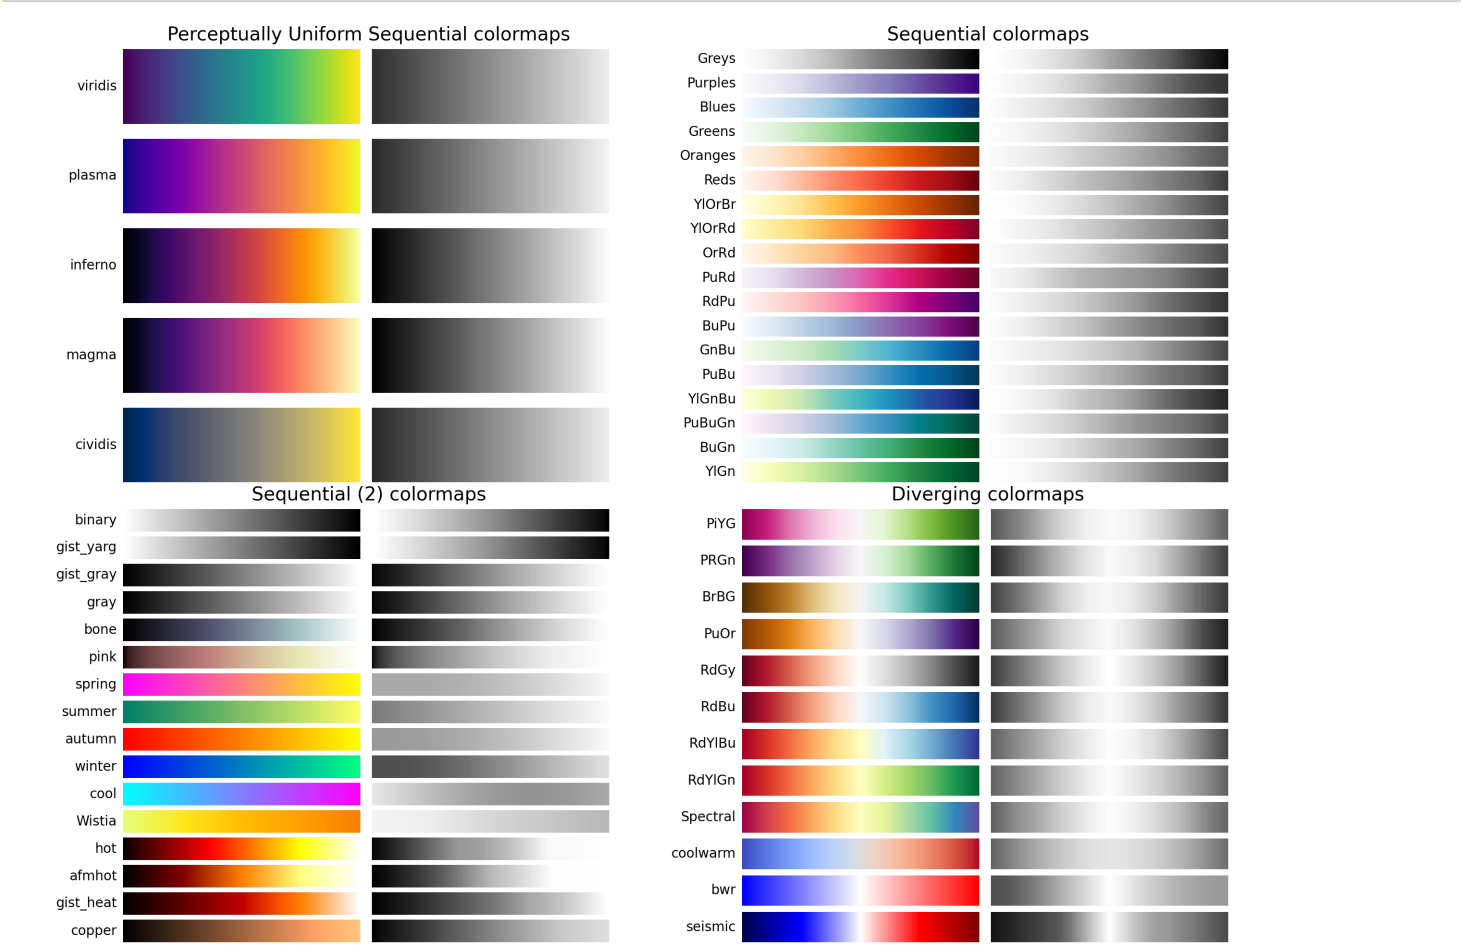 Perceptually Uniform Sequential colormaps
viridis
plasma
inferno
magma
cividis
Sequential colormaps
Greys
Purples
Blues
Greens
Oranges
Reds
YlOrBr
YlOrRd
OrRd
PuRd
RdPu
BuPu
GnBu
PuBu
YlGnBu
PuBuGn
BuGn
YlGn
Sequential (2) colormaps
binary
gist_yarg
gist_gray
gray
bone
pink
spring
summer
autumn
winter
cool
Wistia
hot
afmhot
gist_heat
copper
Diverging colormaps
PiYG
PRGn
BrBG
PuOr
RdGy
RdBu
RdYlBu
RdYlGn
Spectral
coolwarm
bwr
seismic